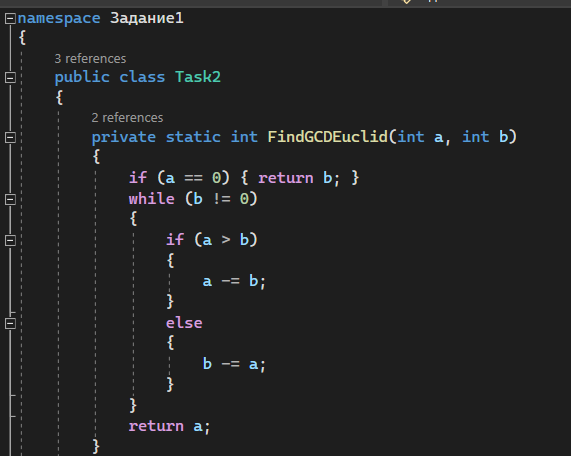 namespace Задание1
{
3 references
public class Task2
{
2 references
private static int FindGCDEuclid(int a, int b)
{
if (a == 0) { return b; }
while (b != 0)
{
if (a > b)
{
a -= b;
}
else
{
b -= a;
}
}
return a;
}